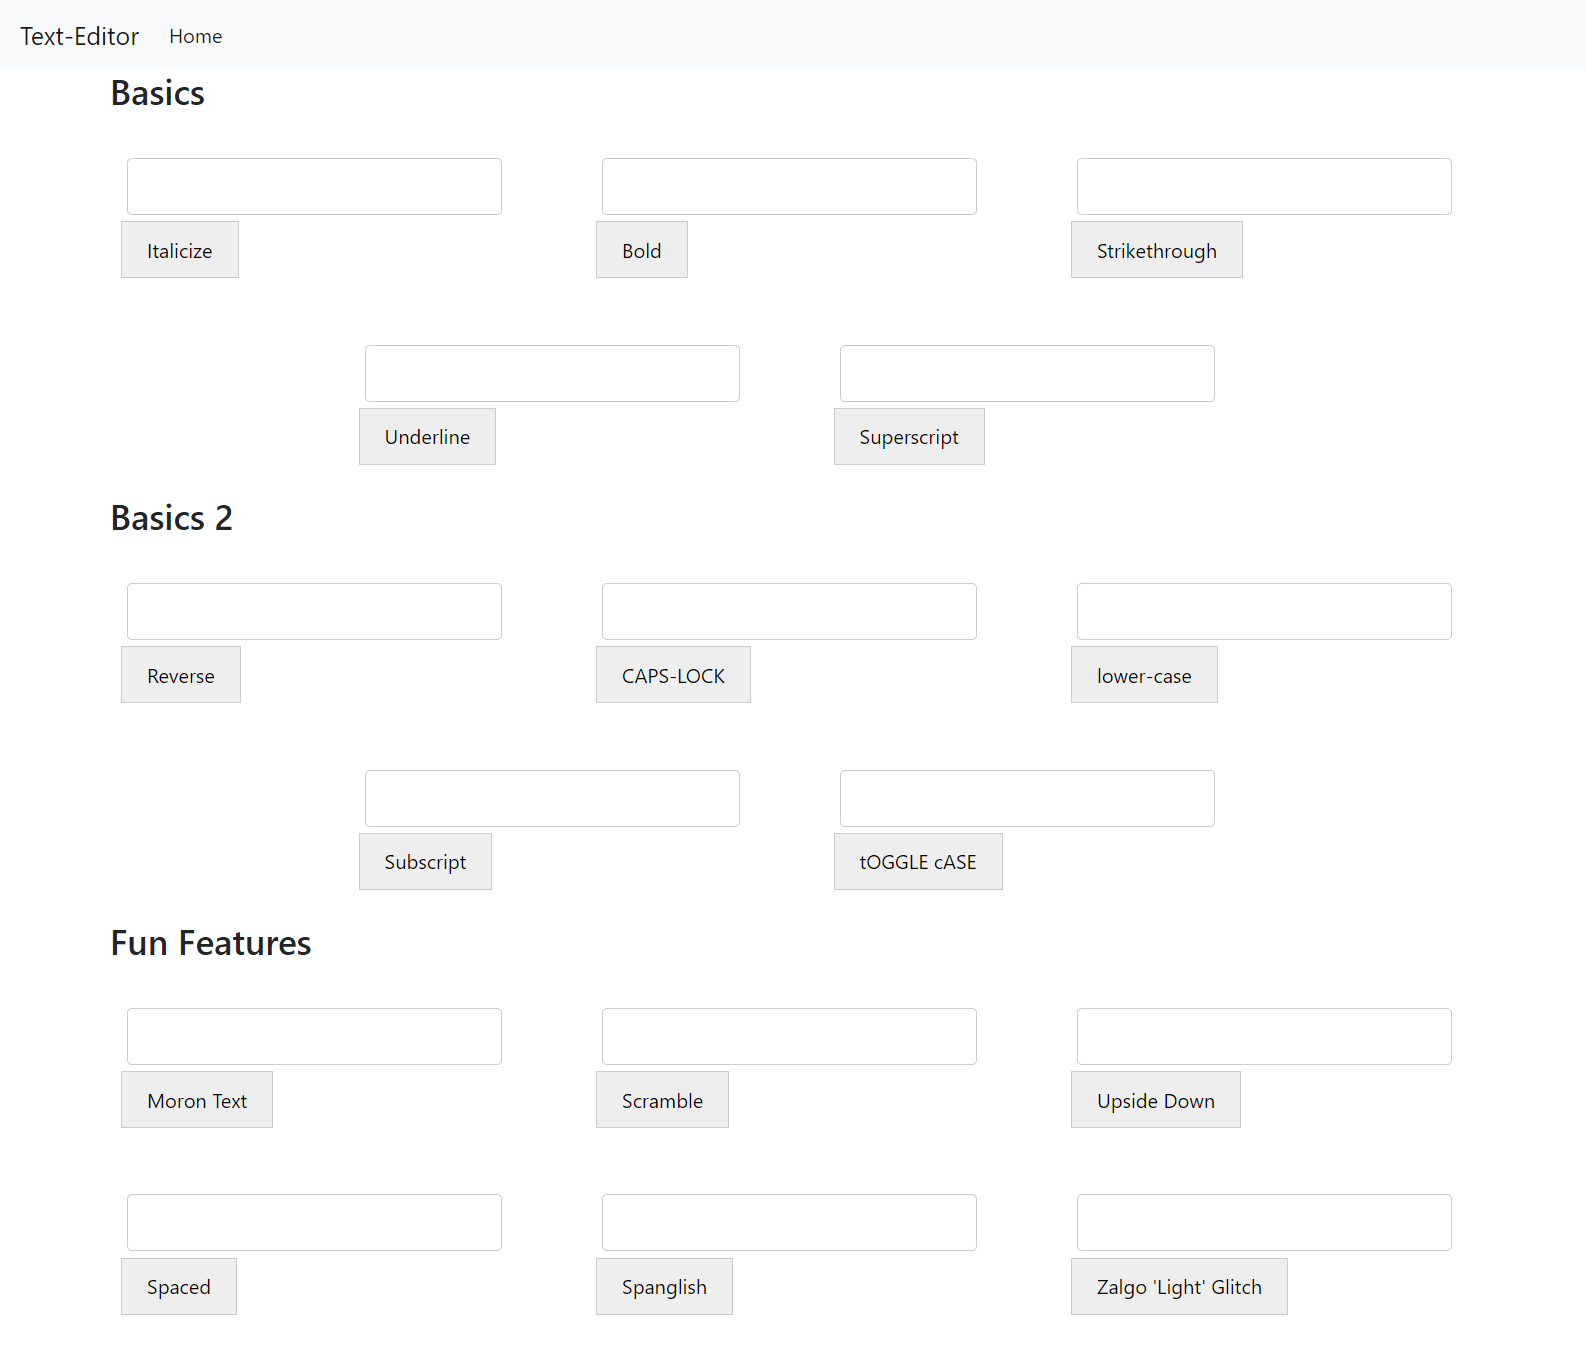 Text-Editor Home
Basics
Italicize Bold Strikethrough
Underline Superscript
Basics 2
Reverse CAPS-LOCK lower-case
Subscript tOGGLE cASE
Fun Features
Moron Text Scramble Upside Down
Spaced Spanglish Zalgo 'Light' Glitch